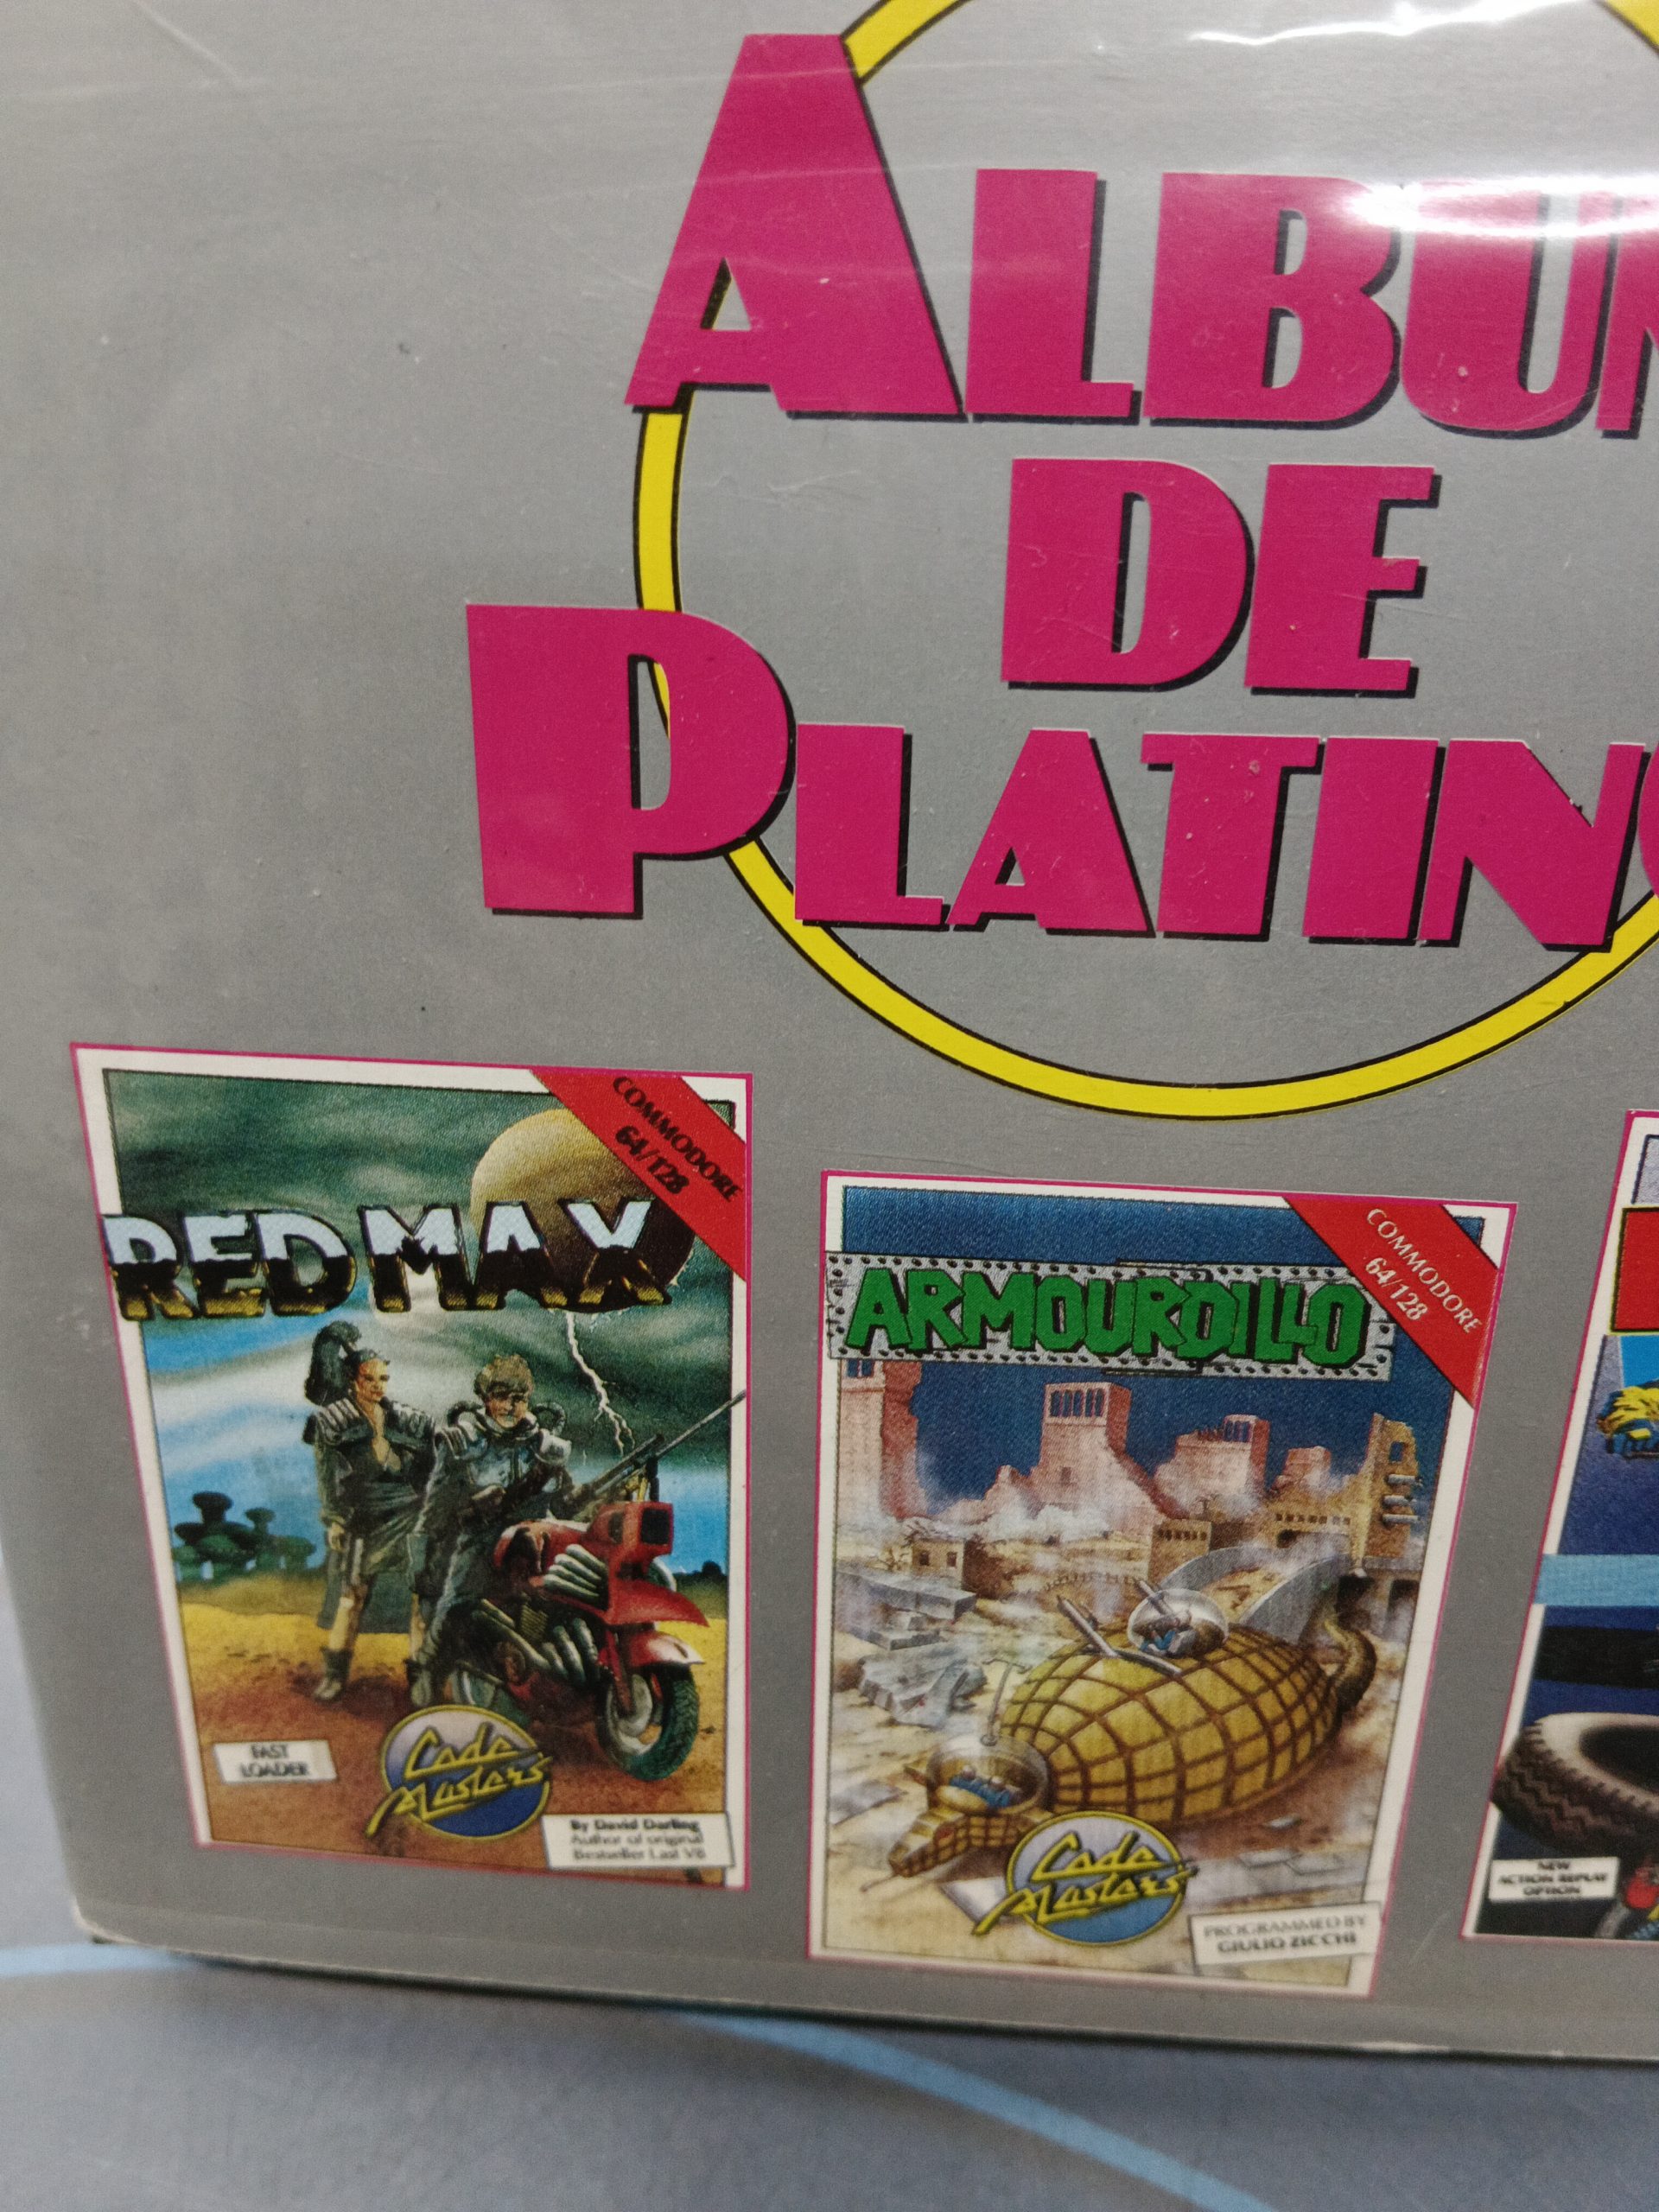 ALBUM
DE
PLATINO
COMMODORE
64/128
RED MAX
FAST
LOADER
Code
Masters
By David Darling
Author of original
Bestseller Last V8
COMMODORE
64/128
ARMOURDILLO
Code
Masters
PROGRAMMED BY
GIULIO ZICCHI
NEW
ACTION REPLAY
OPTION